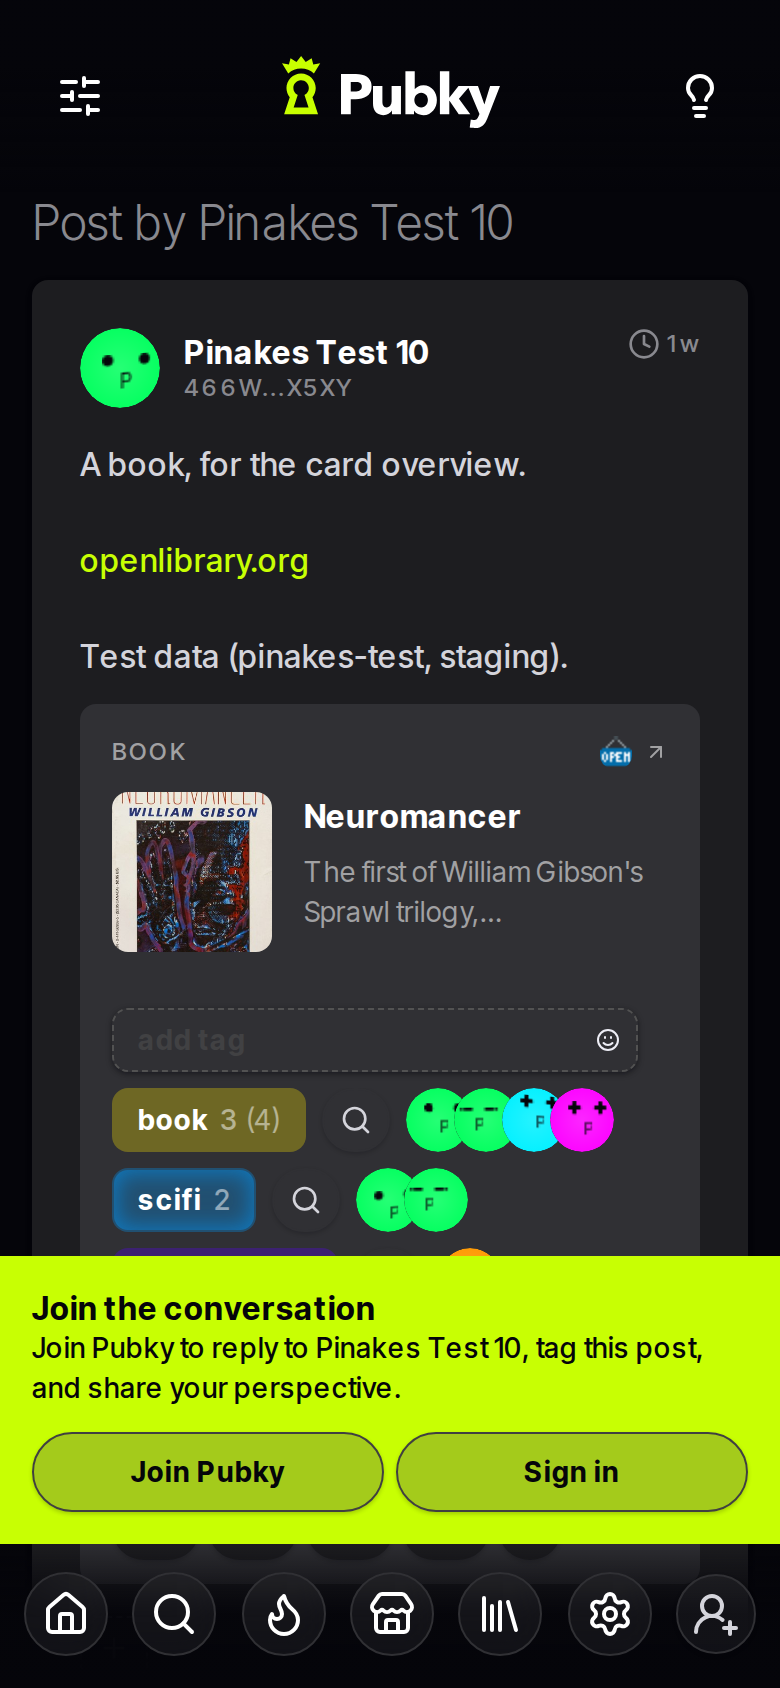 Pubky
Post by Pinakes Test 10
Pinakes Test 10
1w
466W...X5XY
A book, for the card overview.
openlibrary.org
Test data (pinakes-test, staging).
BOOK
OPEN
WILLIAM GIBSON
Neuromancer
The first of William Gibson's
Sprawl trilogy,...
add tag
book 3 (4)
P
P
P
P
scifi 2
P
P
Join the conversation
Join Pubky to reply to Pinakes Test 10, tag this post,
and share your perspective.
Join Pubky
Sign in